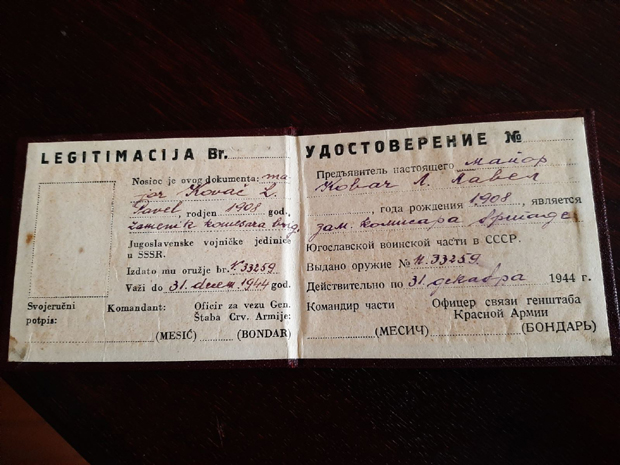 LEGITIMACIJA Br.
Nosioc je ovog dokumenta: ma-
jor Kovač L.
Pavel, rodjen 1908 god.,
zamenik komesara brig.
Jugoslavenske vojničke jedinice
u SSSR.
Izdato mu oružje br. N. 33259
Važi do 31. decem 1944 god.
Svojeručni
potpis:
Komandant:
Oficir za vezu Gen.
Štaba Crv. Armije:
(MESIĆ)
(BONDAR)
УДОСТОВЕРЕНИЕ №
Предъявитель настоящего майор
Ковач Л. Павел
года рождения 1908, является
зам. комисара бригаде
Югославской воинской части в СССР.
Выдано оружие № Н. 33259
Действительно по 31 декабра 1944 г.
Командир части
Офицер связи генштаба
Красной Армии
(МЕСИЧ)
(БОНДАРЬ)